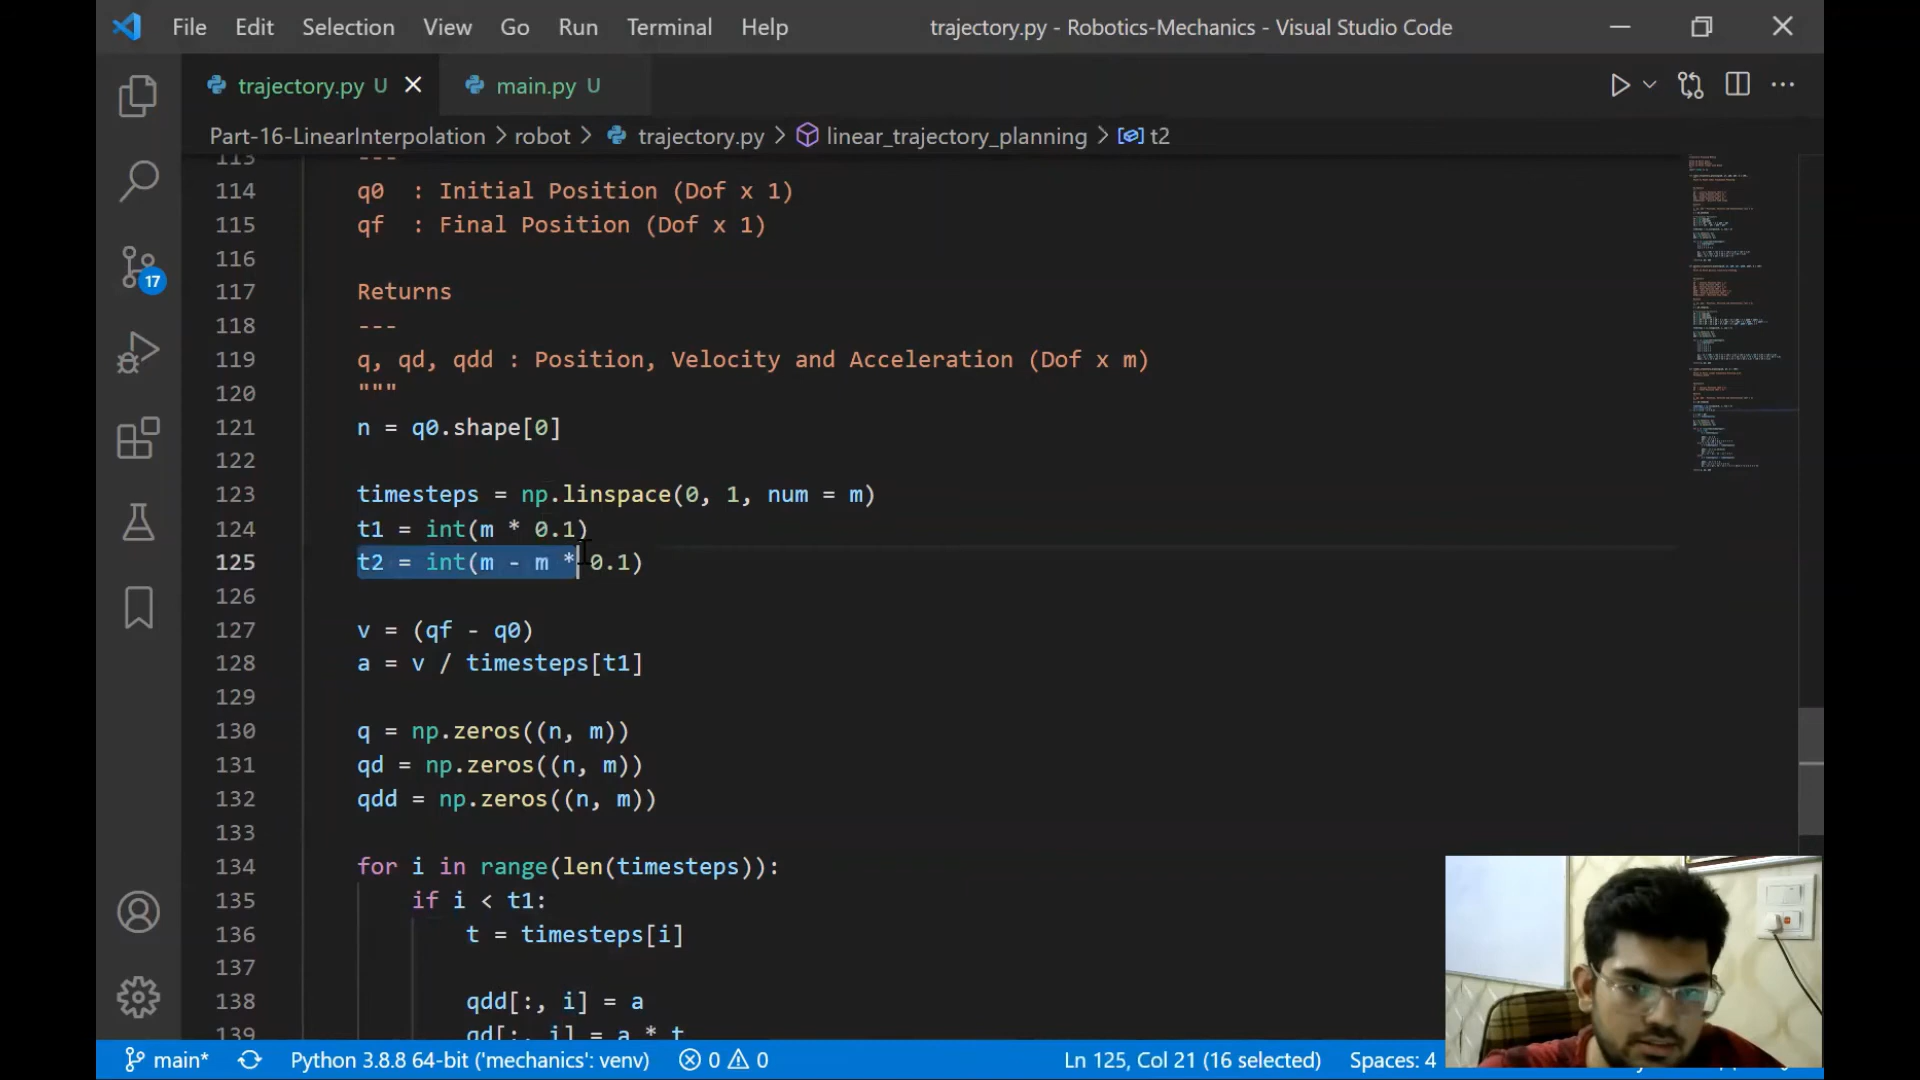 File Edit Selection View Go Run Terminal Help trajectory.py - Robotics-Mechanics - Visual Studio Code
trajectory.py U main.py U
Part-16-LinearInterpolation > robot > trajectory.py > linear_trajectory_planning > t2
113 ---
114 q0 : Initial Position (Dof x 1)
115 qf : Final Position (Dof x 1)
116
117 Returns
118 ---
119 q, qd, qdd : Position, Velocity and Acceleration (Dof x m)
120 """
121 n = q0.shape[0]
122
123 timesteps = np.linspace(0, 1, num = m)
124 t1 = int(m * 0.1)
125 t2 = int(m - m * 0.1)
126
127 v = (qf - q0)
128 a = v / timesteps[t1]
129
130 q = np.zeros((n, m))
131 qd = np.zeros((n, m))
132 qdd = np.zeros((n, m))
133
134 for i in range(len(timesteps)):
135 if i < t1:
136 t = timesteps[i]
137
138 qdd[:, i] = a
139 qd[:, i] = a * t
17
main* Python 3.8.8 64-bit ('mechanics': venv) 0 0 Ln 125, Col 21 (16 selected) Spaces: 4